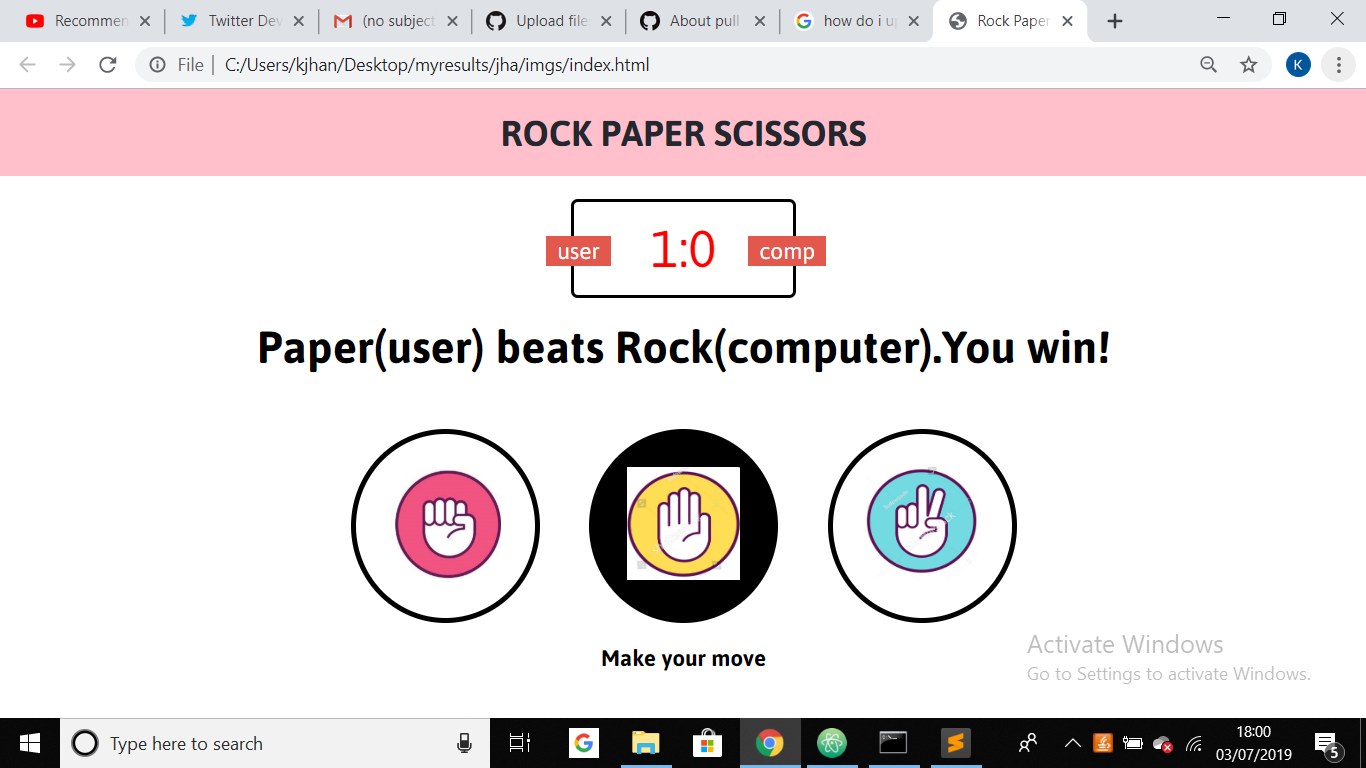 Recommen
Twitter Dev
(no subject
Upload file
About pull
how do i u
Rock Paper
File
C:/Users/kjhan/Desktop/myresults/jha/imgs/index.html
K
ROCK PAPER SCISSORS
user
1:0
comp
Paper(user) beats Rock(computer).You win!
Make your move
Activate Windows
Go to Settings to activate Windows.
Type here to search
18:00
03/07/2019
5